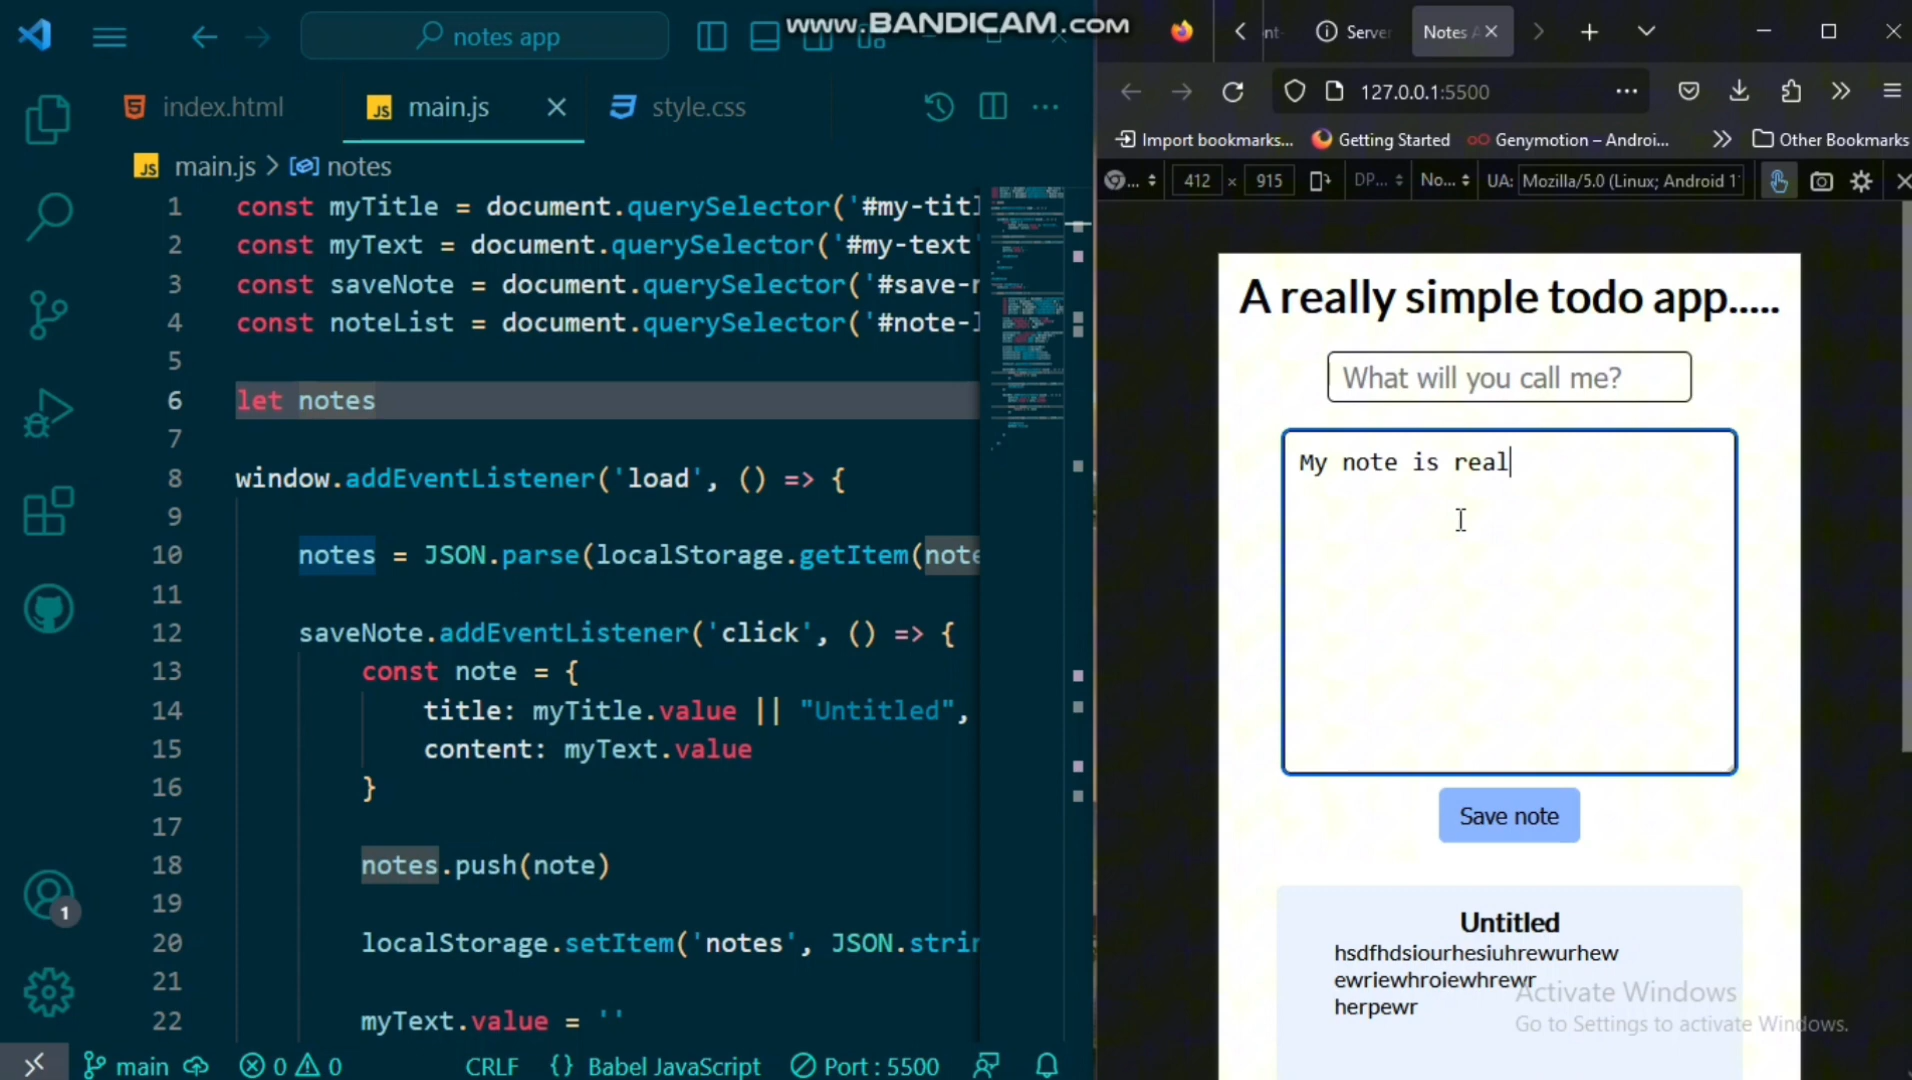 notes app
www.BANDICAM.com
index.html
main.js
style.css
main.js > notes
1 const myTitle = document.querySelector('#my-titl
2 const myText = document.querySelector('#my-text'
3 const saveNote = document.querySelector('#save-n
4 const noteList = document.querySelector('#note-l
5
6 let notes
7
8 window.addEventListener('load', () => {
9
10 notes = JSON.parse(localStorage.getItem(note
11
12 saveNote.addEventListener('click', () => {
13 const note = {
14 title: myTitle.value || "Untitled",
15 content: myText.value
16 }
17
18 notes.push(note)
19
20 localStorage.setItem('notes', JSON.strin
21
22 myText.value = ''
1
main 0 0 CRLF {} Babel JavaScript Port : 5500
nt- Server Notes A
127.0.0.1:5500
Import bookmarks... Getting Started Genymotion – Androi... Other Bookmarks
... 412 × 915 DP... No... UA: Mozilla/5.0 (Linux; Android 1
A really simple todo app.....
What will you call me?
My note is real
Save note
Untitled
hsdfhdsiourhesiuhrewurhew
ewriewhroiewhrewr
herpewr
Activate Windows
Go to Settings to activate Windows.